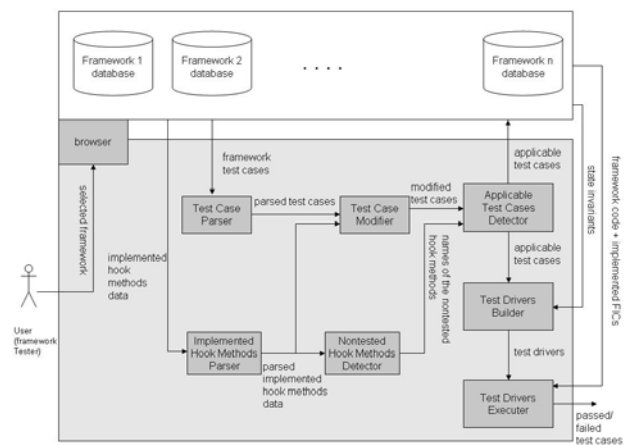 Framework 1
database
Framework 2
database
. . . .
Framework n
database
browser
framework
test cases
applicable
test cases
state invariants
framework code + implemented FICs
selected framework
implemented
hook
methods
data
Test Case
Parser
parsed test cases
Test Case
Modifier
modified
test cases
Applicable
Test Cases
Detector
names of the nontested
hook methods
applicable
test cases
User
(framework
Tester)
Test Drivers
Builder
Implemented
Hook Methods
Parser
parsed
implemented
hook methods
data
Nontested
Hook Methods
Detector
test drivers
Test Drivers
Executer
passed/
failed
test cases